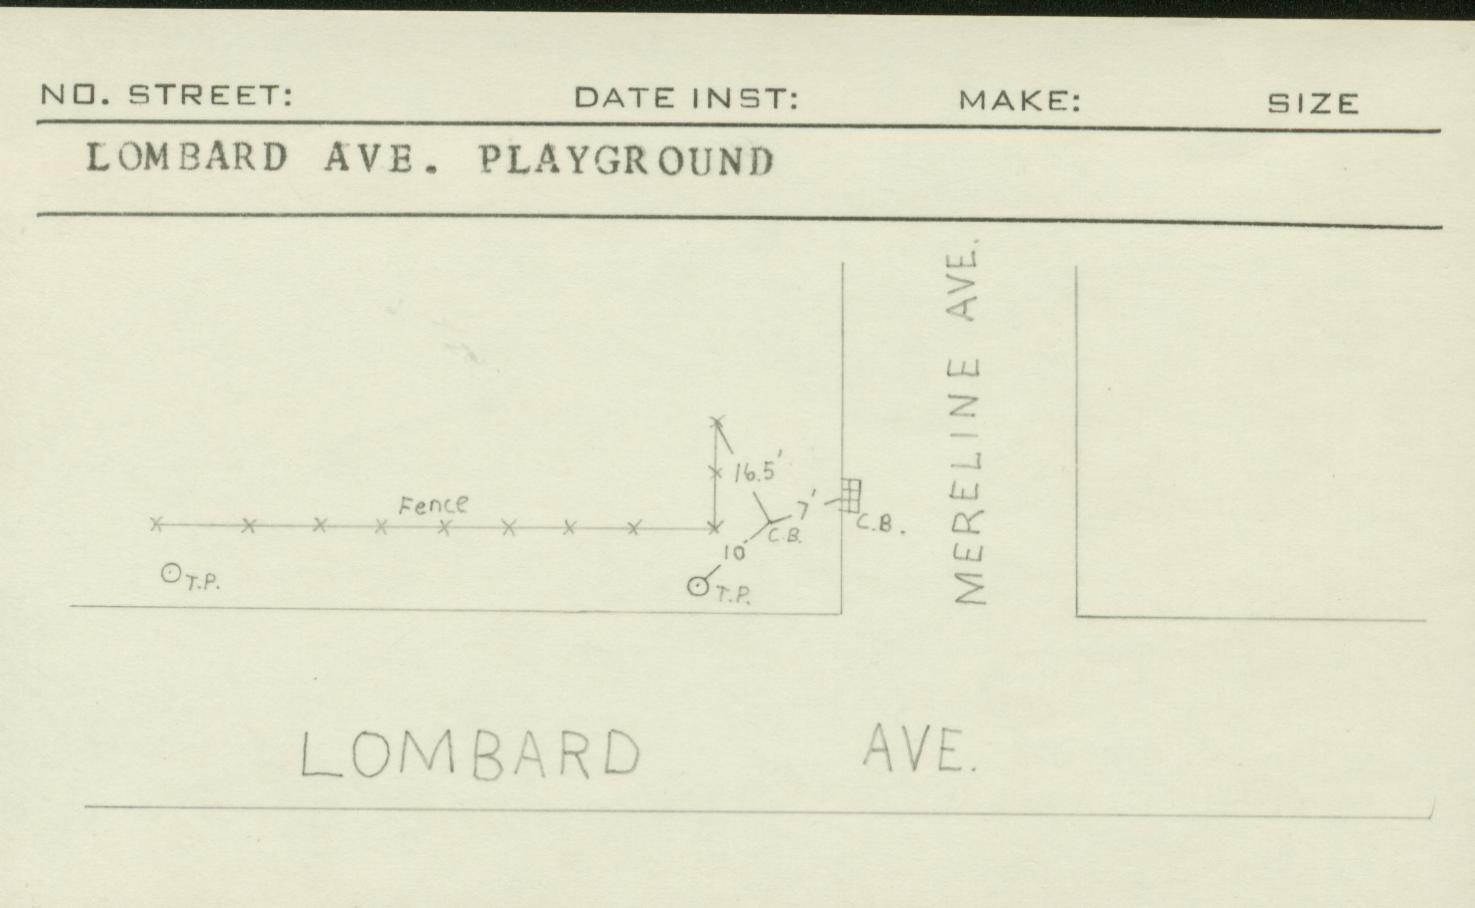 NO. STREET: DATE INST: MAKE: SIZE
LOMBARD AVE. PLAYGROUND
MERELINE AVE.
16.5'
Fence
7'
C.B.
C.B.
10'
T.P.
T.P.
LOMBARD AVE.